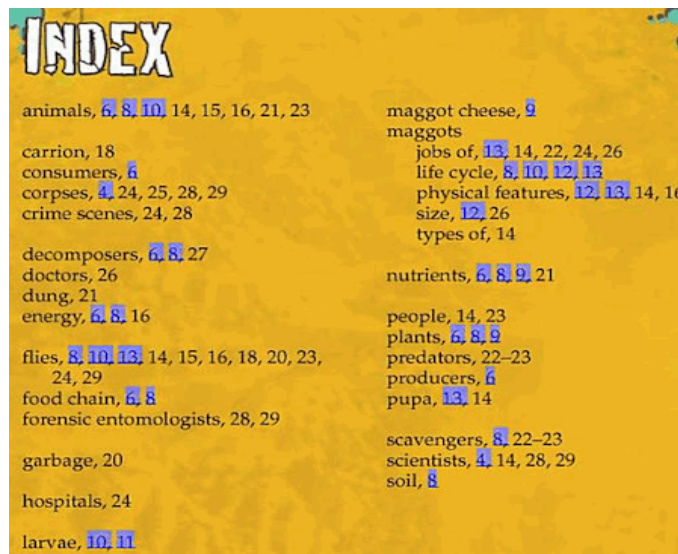 INDEX
animals, 6, 8, 10, 14, 15, 16, 21, 23
carrion, 18
consumers, 6
corpses, 4, 24, 25, 28, 29
crime scenes, 24, 28
decomposers, 6, 8, 27
doctors, 26
dung, 21
energy, 6, 8, 16
flies, 8, 10, 13, 14, 15, 16, 18, 20, 23,
24, 29
food chain, 6, 8
forensic entomologists, 28, 29
garbage, 20
hospitals, 24
larvae, 10, 11
maggot cheese, 9
maggots
jobs of, 13, 14, 22, 24, 26
life cycle, 8, 10, 12, 13
physical features, 12, 13, 14, 16
size, 12, 26
types of, 14
nutrients, 6, 8, 9, 21
people, 14, 23
plants, 6, 8, 9
predators, 22–23
producers, 6
pupa, 13, 14
scavengers, 8, 22–23
scientists, 4, 14, 28, 29
soil, 8